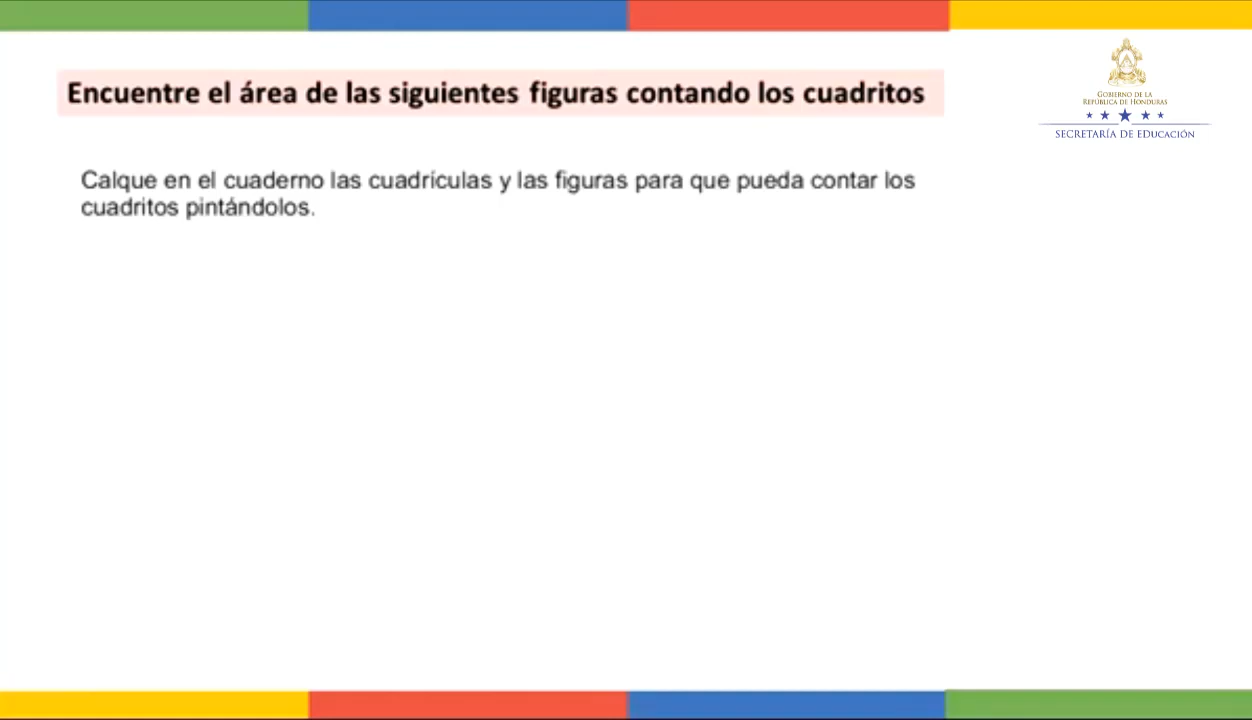 Encuentre el área de las siguientes figuras contando los cuadritos
GOBIERNO DE LA
REPÚBLICA DE HONDURAS
SECRETARÍA DE EDUCACIÓN
Calque en el cuaderno las cuadriculas y las figuras para que pueda contar los
cuadritos pintándolos.